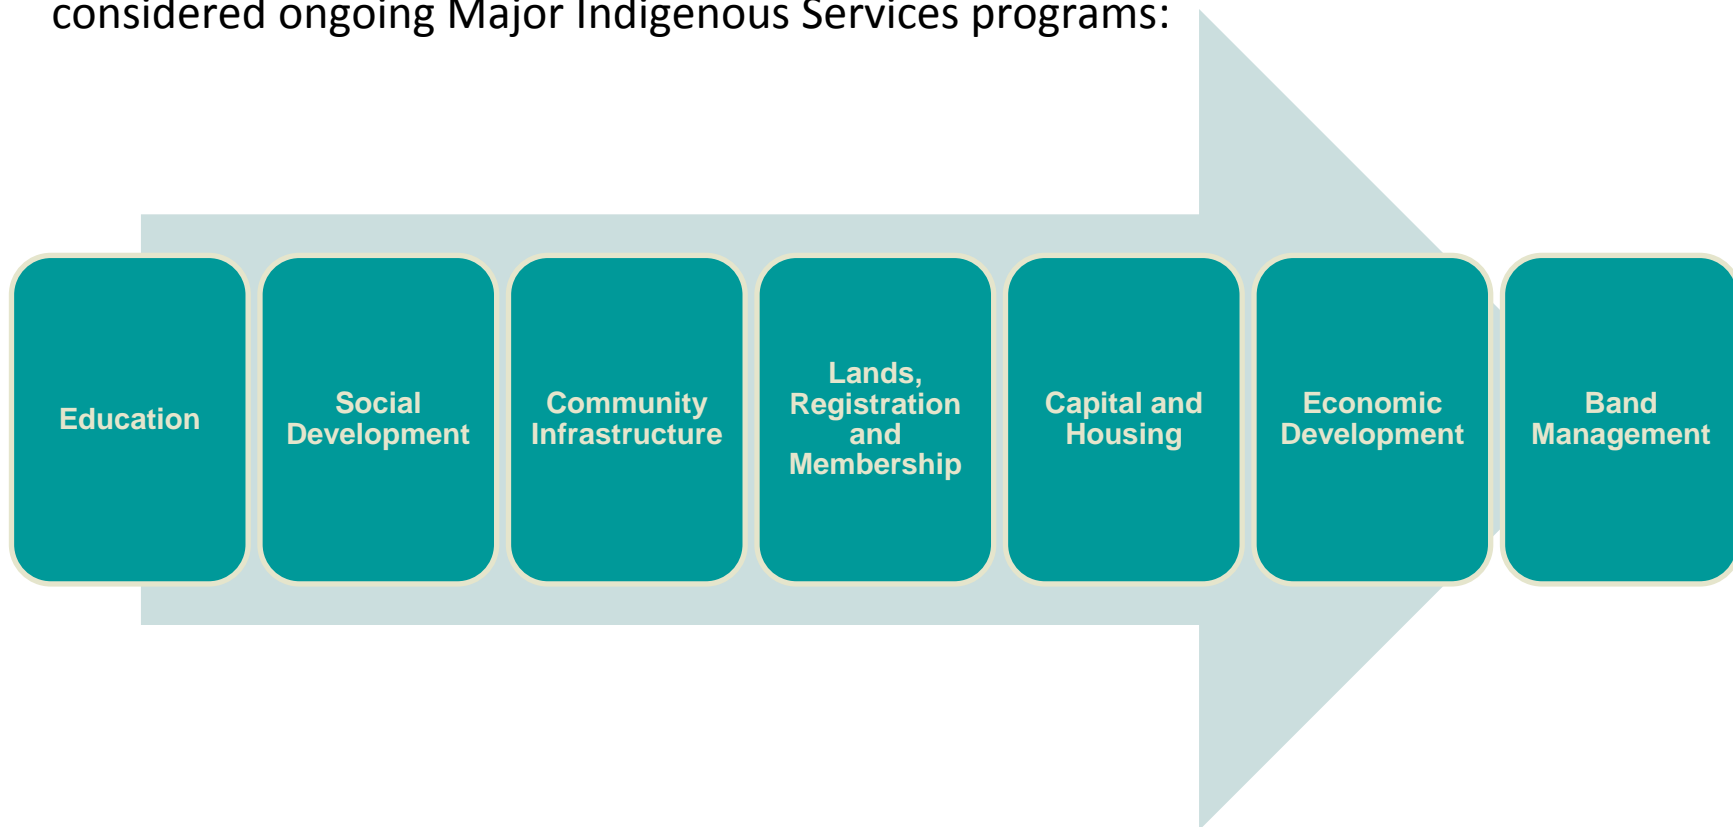 considered ongoing Major Indigenous Services programs:
Education
Social
Development
Community
Infrastructure
Lands,
Registration
and
Membership
Capital and
Housing
Economic
Development
Band
Management